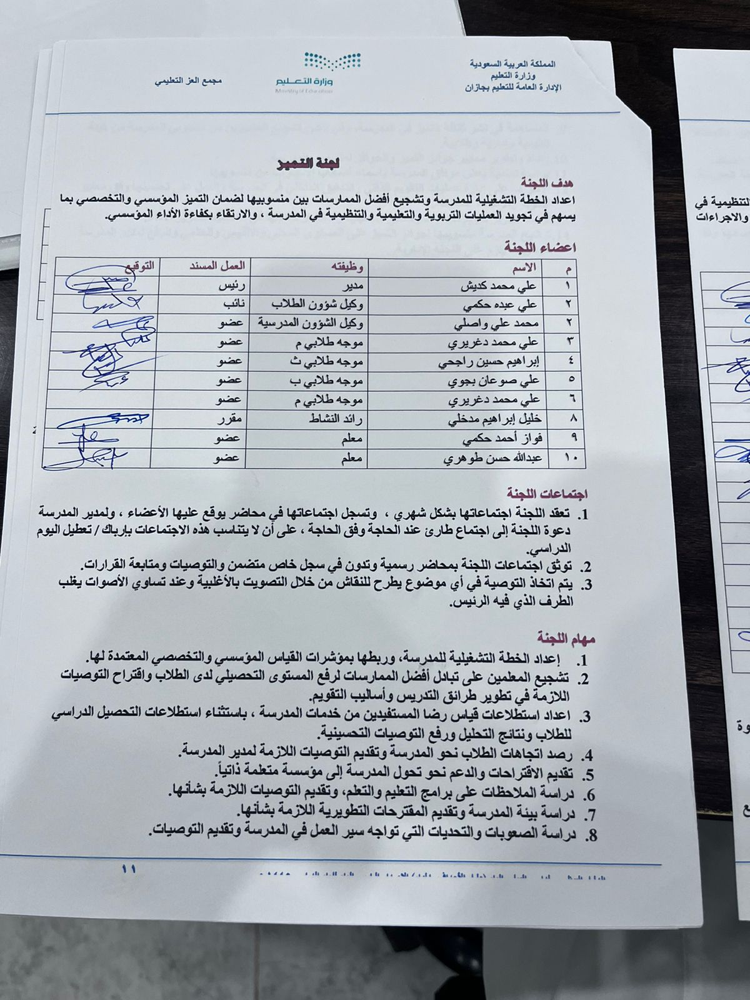 المملكة العربية السعودية
وزارة التعليم
الإدارة العامة للتعليم بجازان
وزارة التعليم
Ministry of Education
مجمع العز التعليمي
لجنة التميز
هدف اللجنة
اعداد الخطة التشغيلية للمدرسة وتشجيع أفضل الممارسات بين منسوبيها لضمان التميز المؤسسي والتخصصي بما
يسهم في تجويد العمليات التربوية والتعليمية والتنظيمية في المدرسة ، والارتقاء بكفاءة الأداء المؤسسي.
اعضاء اللجنة
م الاسم وظيفته العمل المسند التوقيع
١ علي محمد كديش مدير رئيس
٢ علي عبده حكمي وكيل شؤون الطلاب نائب
٢ محمد علي واصلي وكيل الشؤون المدرسية عضو
٣ علي محمد دغريري موجه طلابي م عضو
٤ إبراهيم حسين راجحي موجه طلابي ث عضو
٥ علي صوعان بجوي موجه طلابي ب عضو
٦ علي محمد دغريري موجه طلابي م عضو
٨ خليل إبراهيم مدخلي رائد النشاط مقرر
٩ فواز أحمد حكمي معلم عضو
١٠ عبدالله حسن طوهري معلم عضو
اجتماعات اللجنة
1. تعقد اللجنة اجتماعاتها بشكل شهري ، وتسجل اجتماعاتها في محاضر يوقع عليها الأعضاء ، ولمدير المدرسة
دعوة اللجنة إلى اجتماع طارئ عند الحاجة وفق الحاجة ، على أن لا يتناسب هذه الاجتماعات بإرباك / تعطيل اليوم
الدراسي.
2. توثق اجتماعات اللجنة بمحاضر رسمية وتدون في سجل خاص متضمن والتوصيات ومتابعة القرارات.
3. يتم اتخاذ التوصية في أي موضوع يطرح للنقاش من خلال التصويت بالأغلبية وعند تساوي الأصوات يغلب
الطرف الذي فيه الرئيس.
مهام اللجنة
1. إعداد الخطة التشغيلية للمدرسة، وربطها بمؤشرات القياس المؤسسي والتخصصي المعتمدة لها.
2. تشجيع المعلمين على تبادل أفضل الممارسات لرفع المستوى التحصيلي لدى الطلاب واقتراح التوصيات
اللازمة في تطوير طرائق التدريس وأساليب التقويم.
3. اعداد استطلاعات قياس رضا المستفيدين من خدمات المدرسة ، باستثناء استطلاعات التحصيل الدراسي
للطلاب ونتائج التحليل ورفع التوصيات التحسينية.
4. رصد اتجاهات الطلاب نحو المدرسة وتقديم التوصيات اللازمة لمدير المدرسة.
5. تقديم الاقتراحات والدعم نحو تحول المدرسة إلى مؤسسة متعلمة ذاتياً.
6. دراسة الملاحظات على برامج التعليم والتعلم، وتقديم التوصيات اللازمة بشأنها.
7. دراسة بيئة المدرسة وتقديم المقترحات التطويرية اللازمة بشأنها.
8. دراسة الصعوبات والتحديات التي تواجه سير العمل في المدرسة وتقديم التوصيات.
١١
التنظيمية في
والاجراءات